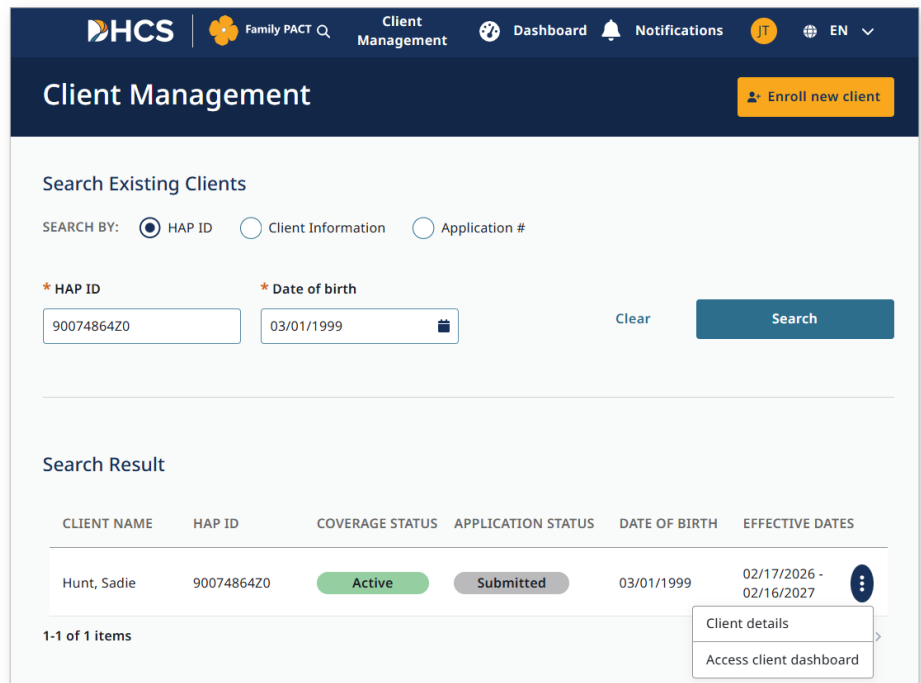 DHCS Family PACT Client Management Dashboard Notifications JT EN
Client Management
Enroll new client
Search Existing Clients
SEARCH BY: HAP ID Client Information Application #
* HAP ID * Date of birth
90074864Z0 03/01/1999 Clear Search
Search Result
CLIENT NAME HAP ID COVERAGE STATUS APPLICATION STATUS DATE OF BIRTH EFFECTIVE DATES
Hunt, Sadie 90074864Z0 Active Submitted 03/01/1999 02/17/2026 -
02/16/2027
Client details
1-1 of 1 items
Access client dashboard